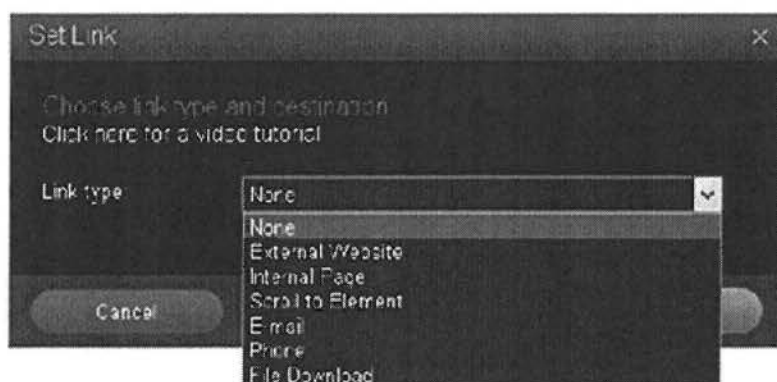 Set Link
Choose link type and destination
Click here for a video tutorial
Link type
None
None
External Website
Internal Page
Scroll to Element
E-mail
Phone
File Download
Cancel